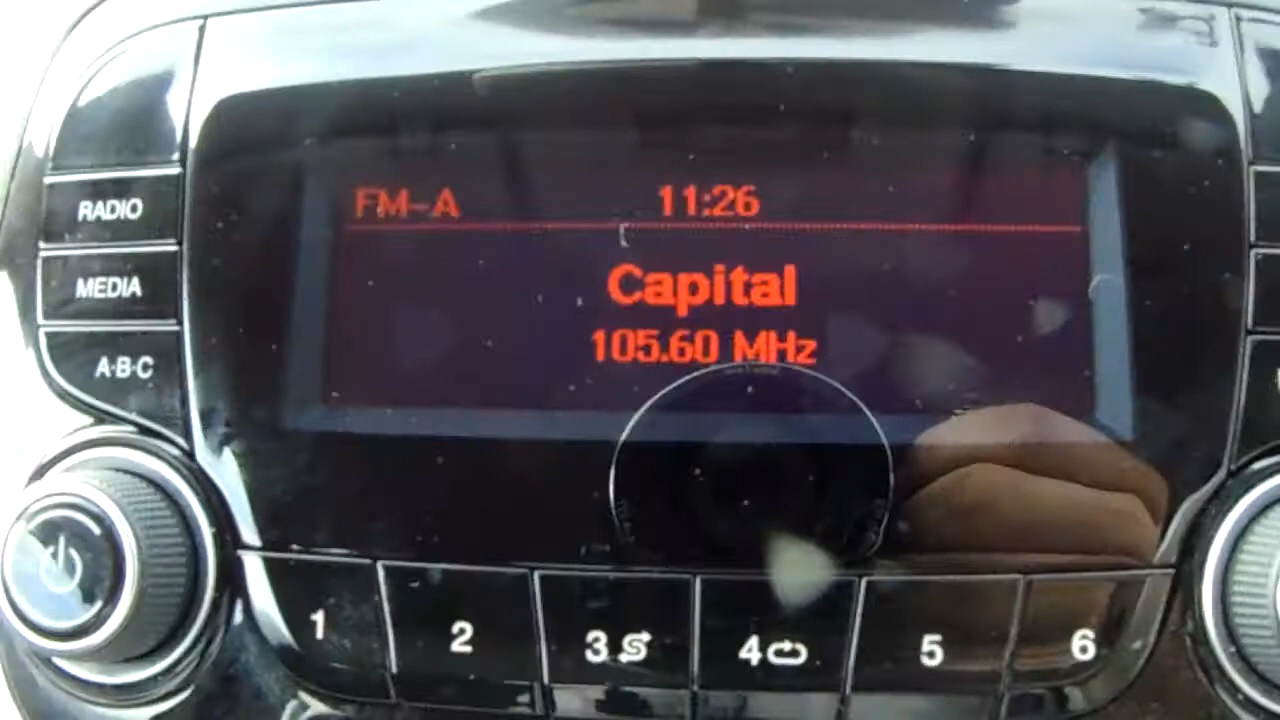 FM-A 11:26
Capital
105.60 MHz
RADIO
MEDIA
A·B·C
1 2 3 4 5 6